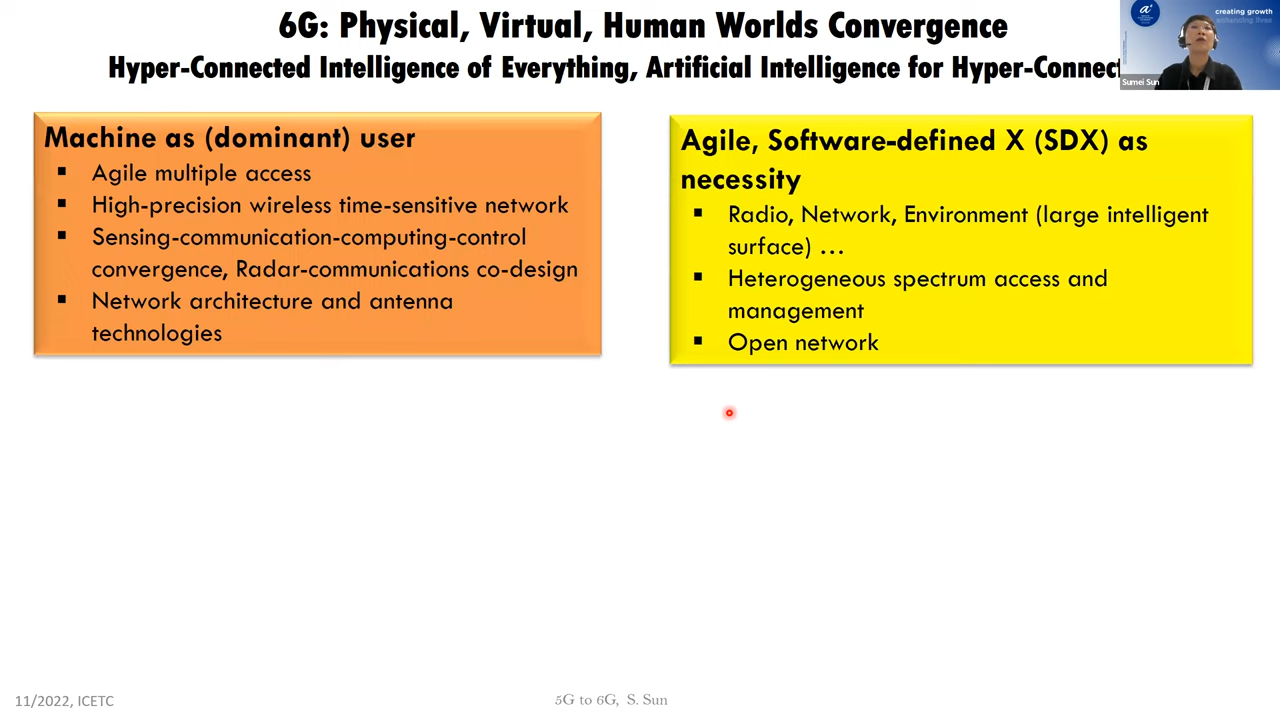 6G: Physical, Virtual, Human Worlds Convergence
Hyper-Connected Intelligence of Everything, Artificial Intelligence for Hyper-Connect
creating growth
enhancing lives
Sumei Sun
Machine as (dominant) user
▪ Agile multiple access
▪ High-precision wireless time-sensitive network
▪ Sensing-communication-computing-control
convergence, Radar-communications co-design
▪ Network architecture and antenna
technologies
Agile, Software-defined X (SDX) as
necessity
▪ Radio, Network, Environment (large intelligent
surface) …
▪ Heterogeneous spectrum access and
management
▪ Open network
11/2022, ICETC
5G to 6G, S. Sun